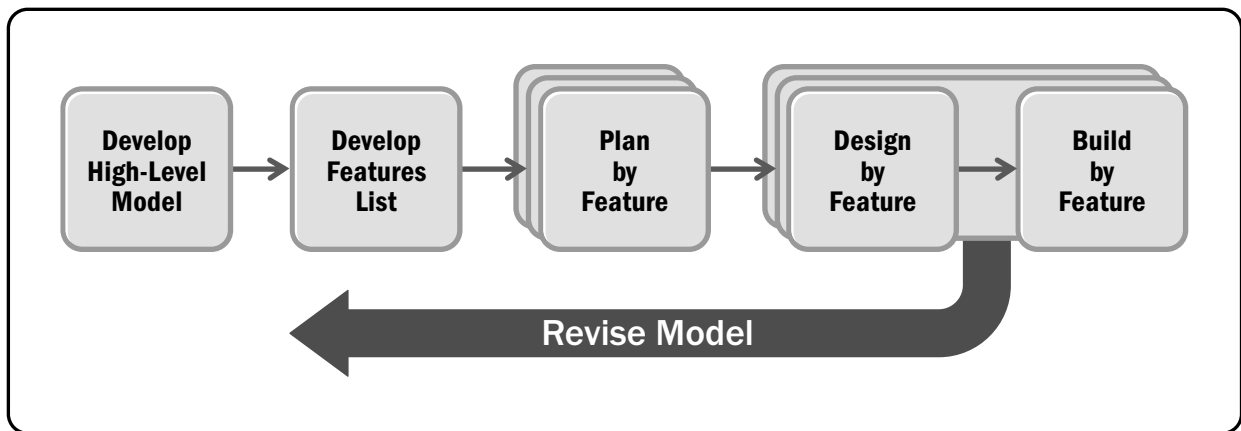 Develop
High-Level
Model
Develop
Features
List
Plan
by
Feature
Design
by
Feature
Build
by
Feature
Revise Model